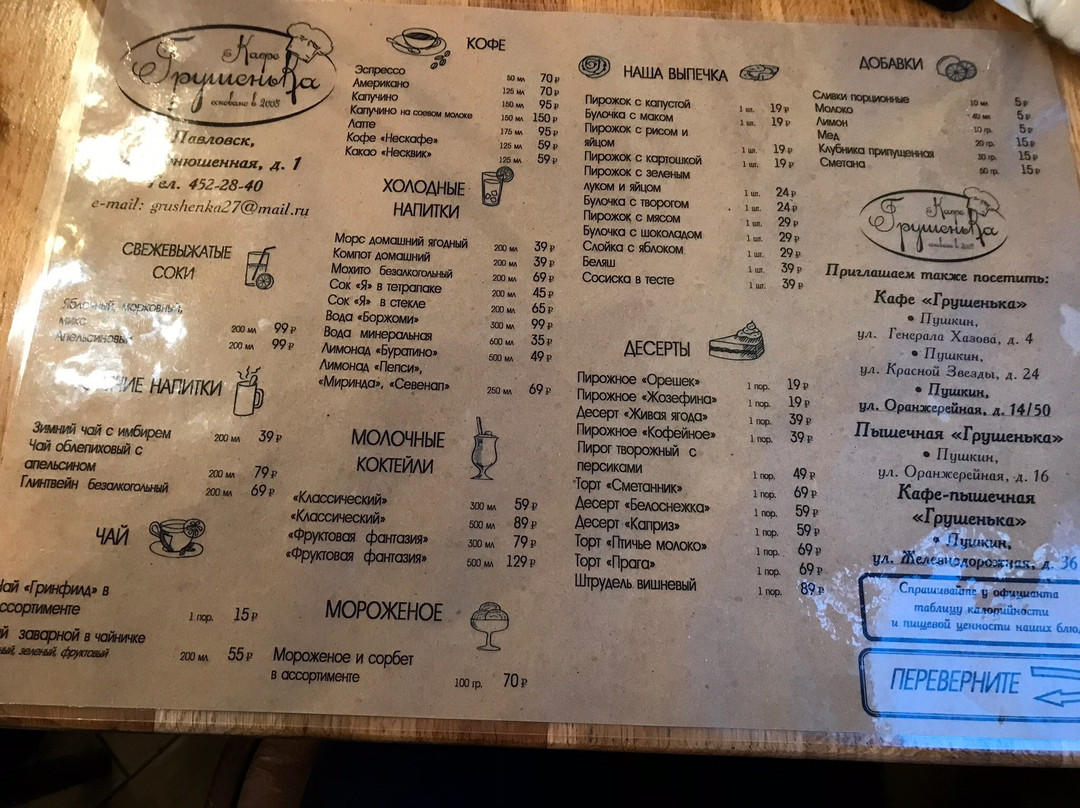 Кафе
Грушенька
основано в 2008
Павловск,
д. 1
Тел. 452-28-40
e-mail: grushenka27@mail.ru
СВЕЖЕВЫЖАТЫЕ
СОКИ
Яблочный, морковный,
микс 200 мл 99 ₽
Апельсиновый 200 мл 99 ₽
НАПИТКИ
Зимний чай с имбирем 200 мл 39 ₽
Чай облепиховый с
апельсином 200 мл 79 ₽
Глинтвейн безалкогольный 200 мл 69 ₽
ЧАЙ
Чай «Гринфилд» в
ассортименте 1 пор. 15 ₽
заварной в чайничке
зеленый, фруктовый 200 мл 55 ₽
КОФЕ
Эспрессо 50 мл 70 ₽
Американо 125 мл 70 ₽
Капучино 150 мл 95 ₽
Капучино на соевом молоке 150 мл 150 ₽
Латте 175 мл 95 ₽
Кофе «Нескафе» 125 мл 59 ₽
Какао «Несквик» 125 мл 59 ₽
ХОЛОДНЫЕ
НАПИТКИ
Морс домашний ягодный 200 мл 39 ₽
Компот домашний 200 мл 39 ₽
Мохито безалкогольный 200 мл 69 ₽
Сок «Я» в тетрапаке 200 мл 45 ₽
Сок «Я» в стекле 200 мл 65 ₽
Вода «Боржоми» 300 мл 99 ₽
Вода минеральная 600 мл 35 ₽
Лимонад «Буратино» 500 мл 49 ₽
Лимонад «Пепси»,
«Миринда», «Севенап» 250 мл 69 ₽
МОЛОЧНЫЕ
КОКТЕЙЛИ
«Классический» 300 мл 59 ₽
«Классический» 500 мл 89 ₽
«Фруктовая фантазия» 300 мл 79 ₽
«Фруктовая фантазия» 500 мл 129 ₽
МОРОЖЕНОЕ
Мороженое и сорбет
в ассортименте 100 гр. 70 ₽
НАША ВЫПЕЧКА
Пирожок с капустой 1 шт. 19 ₽
Булочка с маком 1 шт. 19 ₽
Пирожок с рисом и
яйцом 1 шт. 19 ₽
Пирожок с картошкой 1 шт. 19 ₽
Пирожок с зеленым
луком и яйцом 1 шт. 24 ₽
Булочка с творогом 1 шт. 24 ₽
Пирожок с мясом 1 шт. 29 ₽
Булочка с шоколадом 1 шт. 29 ₽
Слойка с яблоком 1 шт. 29 ₽
Беляш 1 шт. 39 ₽
Сосиска в тесте 1 шт. 39 ₽
ДЕСЕРТЫ
Пирожное «Орешек» 1 пор. 19 ₽
Пирожное «Жозефина» 1 пор. 19 ₽
Десерт «Живая ягода» 1 пор. 39 ₽
Пирожное «Кофейное» 1 пор. 39 ₽
Пирог творожный с
персиками 1 пор. 49 ₽
Торт «Сметанник» 1 пор. 69 ₽
Десерт «Белоснежка» 1 пор. 59 ₽
Десерт «Каприз» 1 пор. 59 ₽
Торт «Птичье молоко» 1 пор. 69 ₽
Торт «Прага» 1 пор. 69 ₽
Штрудель вишневый 1 пор. 89 ₽
ДОБАВКИ
Сливки порционные 10 мл 5 ₽
Молоко 40 мл 5 ₽
Лимон 10 гр. 5 ₽
Мед 20 гр. 15 ₽
Клубника припущенная 30 гр. 15 ₽
Сметана 50 гр. 15 ₽
Кафе
Грушенька
основано в 2008
Приглашаем также посетить:
Кафе «Грушенька»
• Пушкин,
ул. Генерала Хазова, д. 4
• Пушкин,
ул. Красной Звезды, д. 24
• Пушкин,
ул. Оранжерейная, д. 14/50
Пышечная «Грушенька»
• Пушкин,
ул. Оранжерейная, д. 16
Кафе-пышечная
«Грушенька»
• Пушкин,
ул. Железнодорожная, д. 36
Спрашивайте у официанта
таблицу калорийности
и пищевой ценности наших
ПЕРЕВЕРНИТЕ